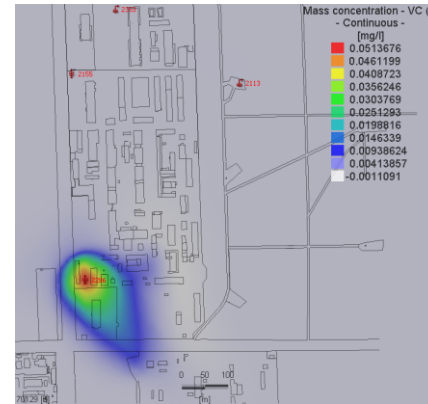 Mass concentration - VC (
- Continuous -
[mg/l]
0.0513676
0.0461199
0.0408723
0.0356246
0.0303769
0.0251293
0.0198816
0.0146339
0.00938624
0.00413857
-0.0011091
2155
2113
0 50 100
[m]
[d]